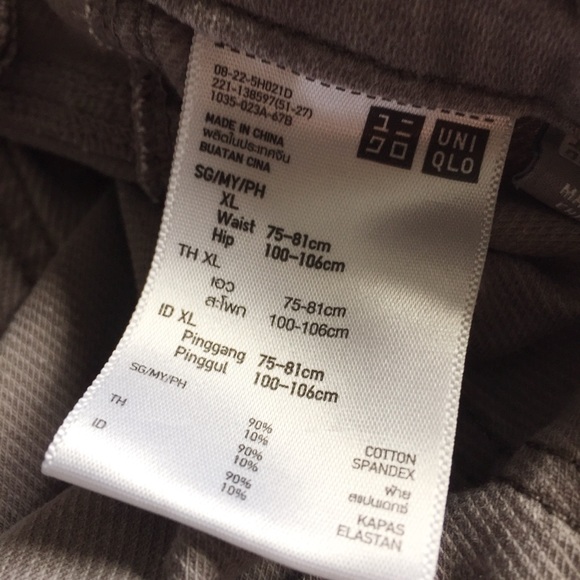 08-22-5H021D
221-138597(51-27)
1035-023A-67B
MADE IN CHINA
ผลิตในประเทศจีน
BUATAN CINA
ユニ
クロ
UNI
QLO
SG/MY/PH
XL
Waist 75-81cm
Hip 100-106cm
TH XL
เอว 75-81cm
สะโพก 100-106cm
ID XL
Pinggang 75-81cm
Pinggul 100-106cm
SG/MY/PH
90% COTTON
10% SPANDEX
TH
90% ฝ้าย
10% สแปนเดกซ์
ID
90% KAPAS
10% ELASTAN